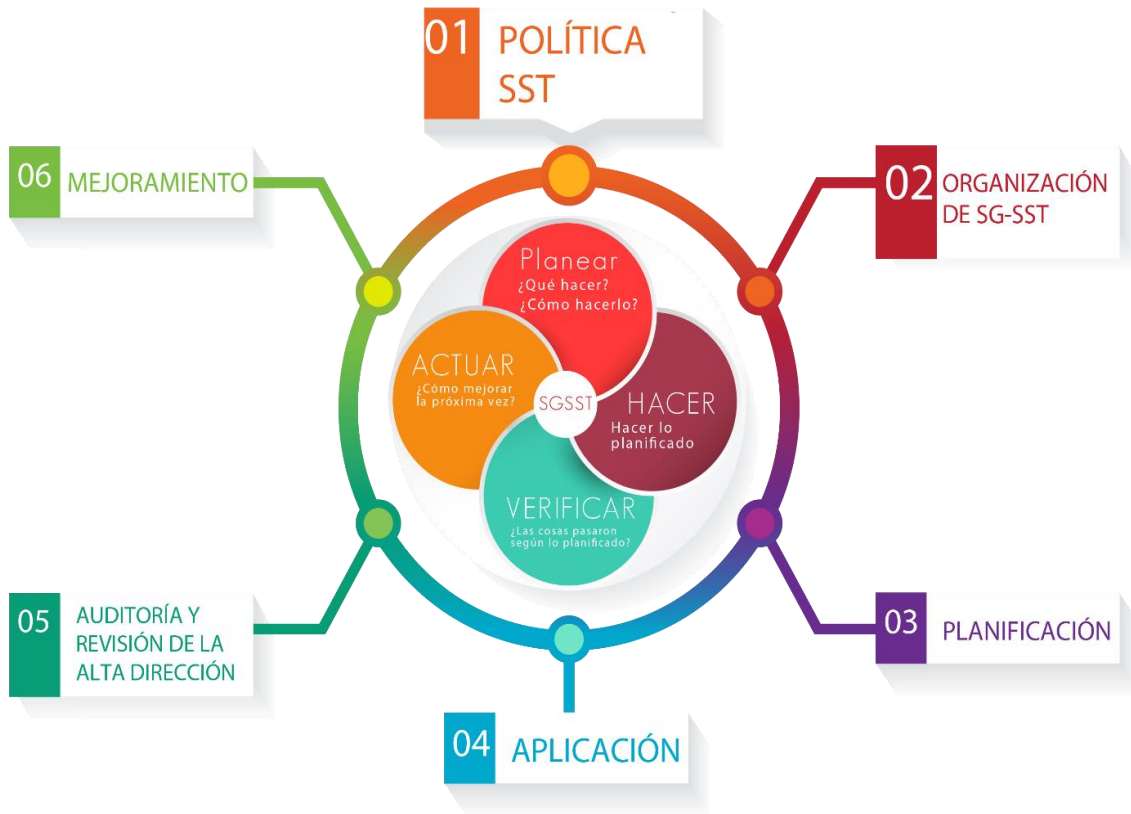 01
POLÍTICA
SST
06
MEJORAMIENTO
02
ORGANIZACIÓN
DE SG-SST
Planear
¿Qué hacer?
¿Cómo hacerlo?
ACTUAR
¿Cómo mejorar
la próxima vez?
SGSST
HACER
Hacer lo
planificado
VERIFICAR
¿Las cosas pasaron
según lo planificado?
05
AUDITORÍA Y
REVISIÓN DE LA
ALTA DIRECCIÓN
03
PLANIFICACIÓN
04
APLICACIÓN